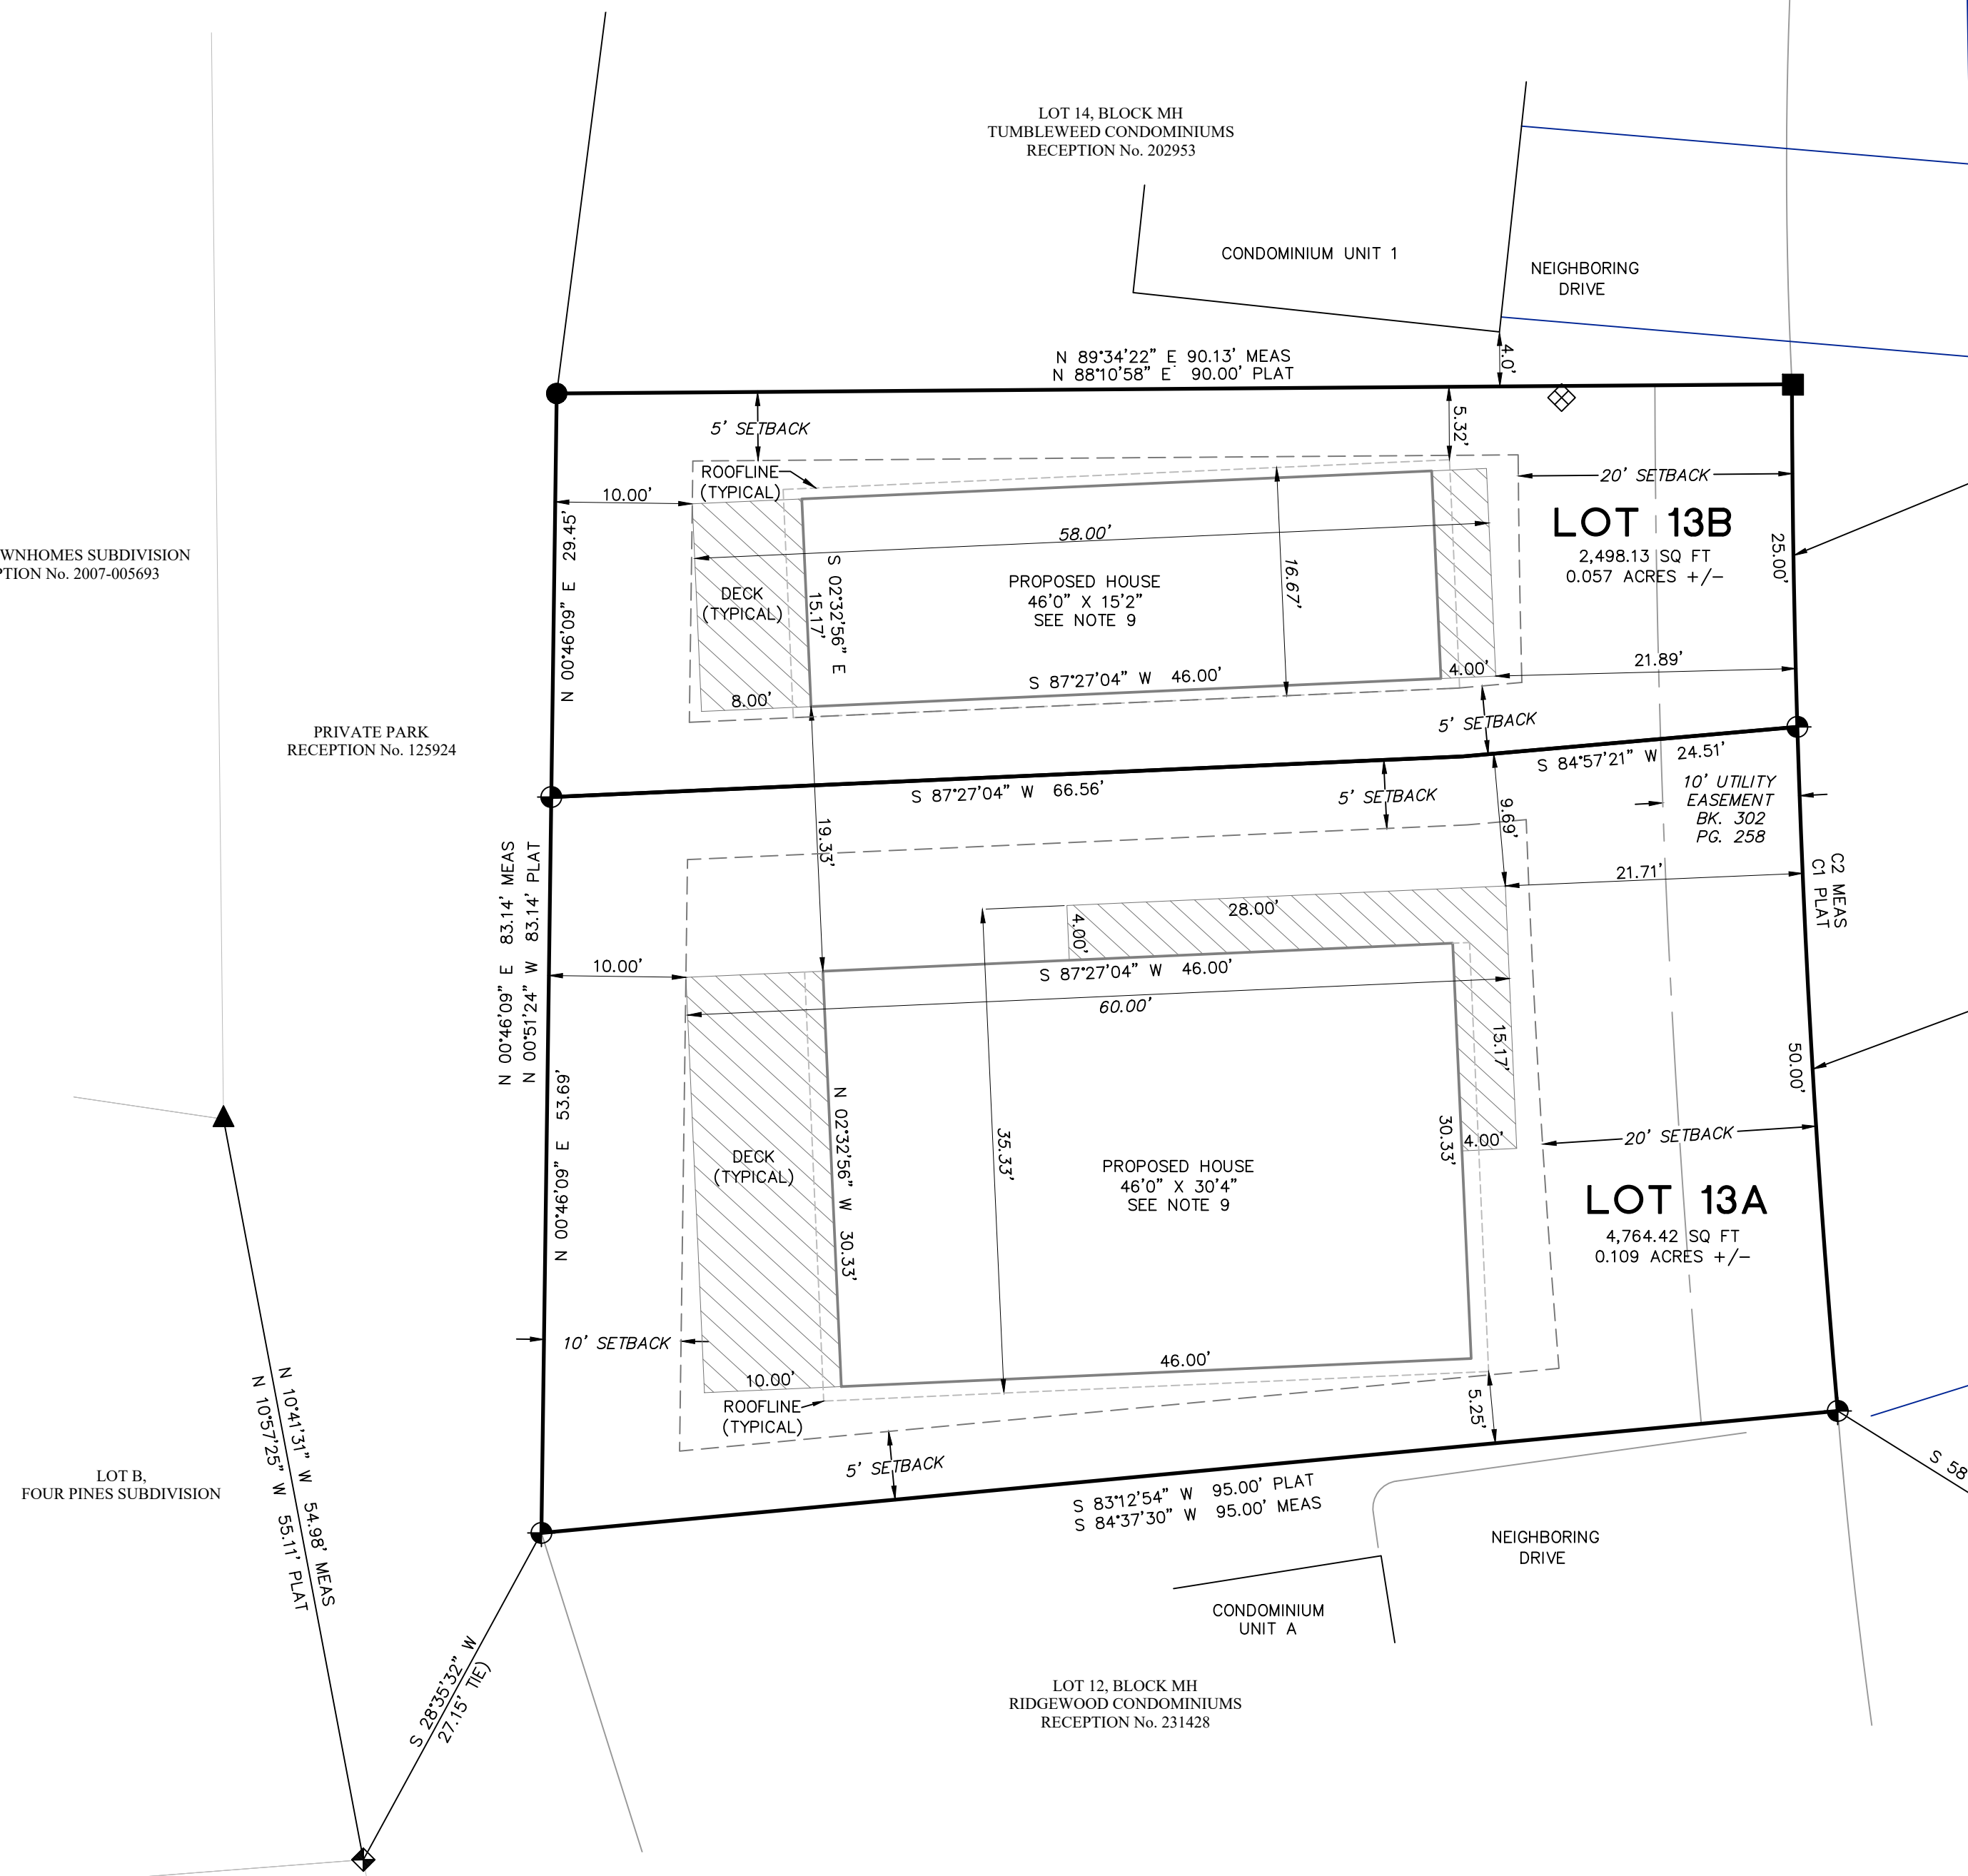 LOT 14, BLOCK MH
TUMBLEWEED CONDOMINIUMS
RECEPTION No. 202953
CONDOMINIUM UNIT 1
NEIGHBORING
DRIVE
4.0'
N 89°34'22" E 90.13' MEAS
N 88°10'58" E 90.00' PLAT
5' SETBACK
5.32'
ROOFLINE
(TYPICAL)
10.00'
20' SETBACK
LOT 13B
2,498.13 SQ FT
0.057 ACRES +/-
25.00'
58.00'
16.67'
N 00°46'09" E 29.45'
WNHOMES SUBDIVISION
PTION No. 2007-005693
DECK
(TYPICAL)
S 02°32'56" E
15.17'
PROPOSED HOUSE
46'0" X 15'2"
SEE NOTE 9
S 87°27'04" W 46.00'
4.00'
21.89'
8.00'
5' SETBACK
PRIVATE PARK
RECEPTION No. 125924
S 84°57'21" W 24.51'
S 87°27'04" W 66.56'
5' SETBACK
10' UTILITY
EASEMENT
BK. 302
PG. 258
9.69'
19.33'
21.71'
C2 MEAS
C1 PLAT
N 00°46'09" E 83.14' MEAS
N 00°51'24" W 83.14' PLAT
28.00'
4.00'
10.00'
S 87°27'04" W 46.00'
60.00'
15.17'
50.00'
N 00°46'09" E 53.69'
N 02°32'56" W 30.33'
35.33'
30.33'
4.00'
20' SETBACK
DECK
(TYPICAL)
PROPOSED HOUSE
46'0" X 30'4"
SEE NOTE 9
LOT 13A
4,764.42 SQ FT
0.109 ACRES +/-
10' SETBACK
10.00'
46.00'
ROOFLINE
(TYPICAL)
5.25'
5' SETBACK
N 10°41'31" W 54.98' MEAS
N 10°57'25" W 55.11' PLAT
LOT B,
FOUR PINES SUBDIVISION
S 83°12'54" W 95.00' PLAT
S 84°37'30" W 95.00' MEAS
S 58
NEIGHBORING
DRIVE
CONDOMINIUM
UNIT A
S 28°35'32" W
27.15' TIE)
LOT 12, BLOCK MH
RIDGEWOOD CONDOMINIUMS
RECEPTION No. 231428